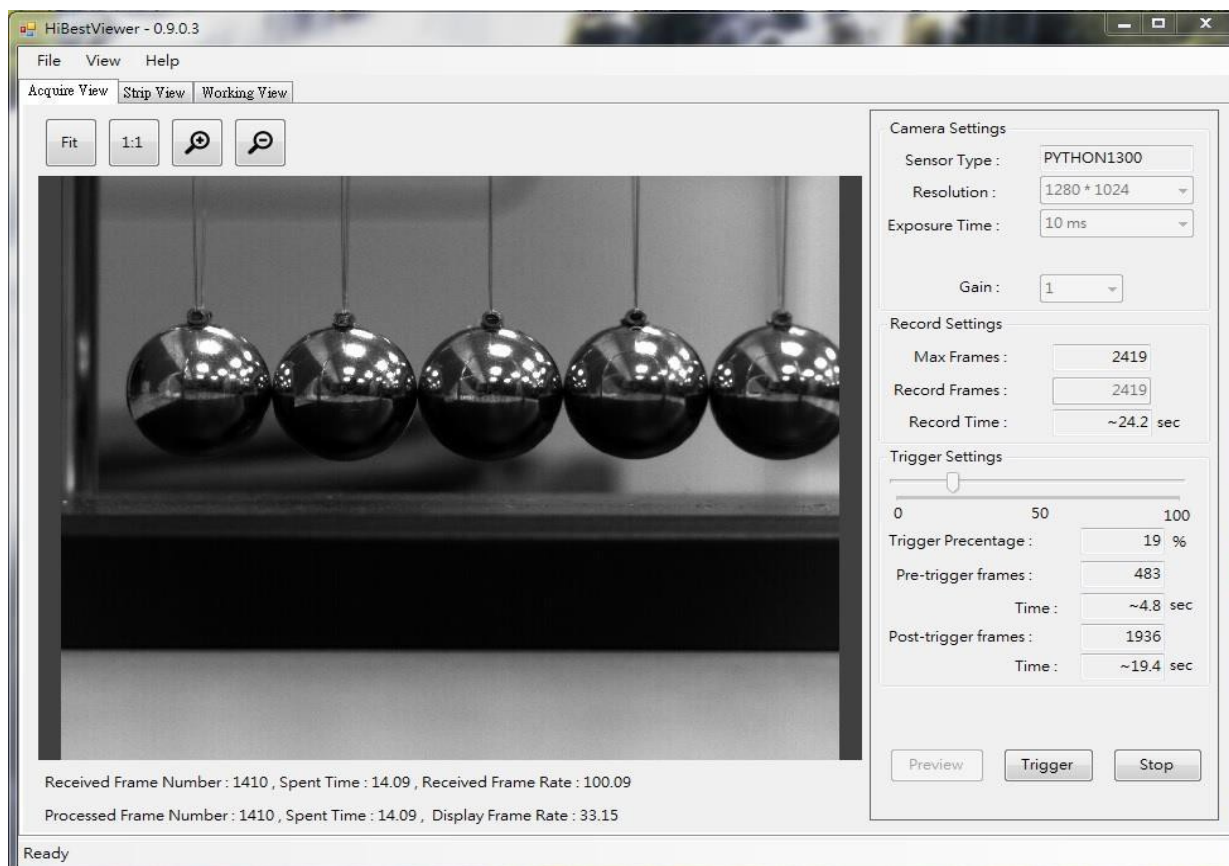 HiBestViewer - 0.9.0.3
File View Help
Acquire View Strip View Working View
Fit 1:1
Camera Settings
Sensor Type : PYTHON1300
Resolution : 1280 * 1024
Exposure Time : 10 ms
Gain : 1
Record Settings
Max Frames : 2419
Record Frames : 2419
Record Time : ~24.2 sec
Trigger Settings
0 50 100
Trigger Precentage : 19 %
Pre-trigger frames : 483
Time : ~4.8 sec
Post-trigger frames : 1936
Time : ~19.4 sec
Preview Trigger Stop
Received Frame Number : 1410 , Spent Time : 14.09 , Received Frame Rate : 100.09
Processed Frame Number : 1410 , Spent Time : 14.09 , Display Frame Rate : 33.15
Ready